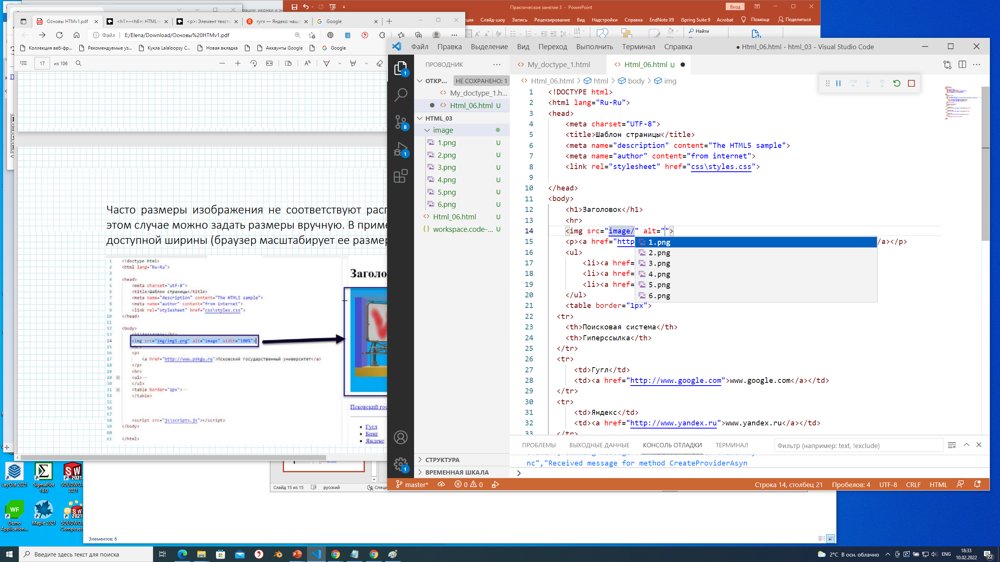 Практическое занятие 3 - PowerPoint
Вход
Слайд-шоу
Запись
Рецензирование
Вид
Надстройки
Справка
EndNote X9
iSpring Suite 9
Acrobat
Поделиться
Найти
Основы HTMv1.pdf
<h1>–<h6>: HTML-э
<p>: Элемент текстс
гугл — Яндекс: нашл
Google
Файл
E:/Elena/Download/Основы%20HTMv1.pdf
Коллекция веб-фр...
Рекомендуемые уз...
Кукла Lalaloopsy С...
Новая вкладка
Аккаунты Google
Google
17
из 106
Часто размеры изображения не соответствуют расп
этом случае можно задать размеры вручную. В приме
доступной ширины (браузер масштабирует ее размер
1 <!doctype html>
2 <html lang="Ru-Ru">
3
4 <head>
5 <meta charset="utf-8">
6 <title>Шаблон страницы</title>
7 <meta name="description" content="The HTML5 sample">
8 <meta name="author" content="from internet">
9 <link rel="stylesheet" href="css\styles.css">
10 </head>
11
12 <body>
13 <h1>Заголовок</h1>
14 <img src="img/img1.png" alt="image" width="100%">
15 <hr>
16 <p>
17 <a href="http://www.pskgu.ru">Псковский государственный университет</a>
18 </p>
19 <hr>
20 <ul>...
30 </ul>
31 <table border="1px">...
54 </table>
55
56
57
58 <script src="js\scripts.js"></script>
59 </body>
60
61 </html>
Заголо
Псковский гос
Гугл
Бинг
Яндекс
Файл
Правка
Выделение
Вид
Переход
Выполнить
Терминал
Справка
● Html_06.html - html_03 - Visual Studio Code
ПРОВОДНИК
My_doctype_1.html
Html_06.html U
ОТКР...
НЕ СОХРАНЕНО: 1
My_doctype_1.h...
Html_06.html U
HTML_03
image
1.png U
2.png U
3.png U
4.png U
5.png U
6.png U
Html_06.html U
workspace.code-... U
СТРУКТУРА
ВРЕМЕННАЯ ШКАЛА
Html_06.html > html > body > img
1 <!DOCTYPE html>
2 <html lang="Ru-Ru">
3 <head>
4 <meta charset="UTF-8">
5 <title>Шаблон страницы</title>
6 <meta name="description" content="The HTML5 sample">
7 <meta name="author" content="from internet">
8 <link rel="stylesheet" href="css\styles.css">
9
10 </head>
11 <body>
12 <h1>Заголовок</h1>
13 <hr>
14 <img src="image/" alt="">
15 <p><a href="http /a></p>
16 <ul>
17 <li><a href=
18 <li><a href=
19 <li><a href=
20 </ul>
21 <table border="1px">
22 <tr>
23 <th>Поисковая система</th>
24 <th>Гиперссылка</th>
25 </tr>
26 <tr>
27 <td>Гугл</td>
28 <td><a href="http://www.google.com">www.google.com</a></td>
29 </tr>
30 <tr>
31 <td>Яндекс</td>
32 <td><a href="http://www.yandex.ru">www.yandex.ru</a></td>
33 </tr>
1.png
2.png
3.png
4.png
5.png
6.png
ПРОБЛЕМЫ
ВЫХОДНЫЕ ДАННЫЕ
КОНСОЛЬ ОТЛАДКИ
ТЕРМИНАЛ
Фильтр (например: text, !exclude)
nc","Received message for method CreateProviderAsyn
master*
0
0
Строка 14, столбец 21
Пробелов: 4
UTF-8
CRLF
HTML
Слайд 15 из 15
русский
LayOut 2021
SigmaPlot 14.0
SOLIDWO... 2021
Demo Application...
Maple 2021
SOLIDWO... Composer...
Элементов: 6
Введите здесь текст для поиска
2°C В осн. облачно
ENG
18:33
10.02.2022
22